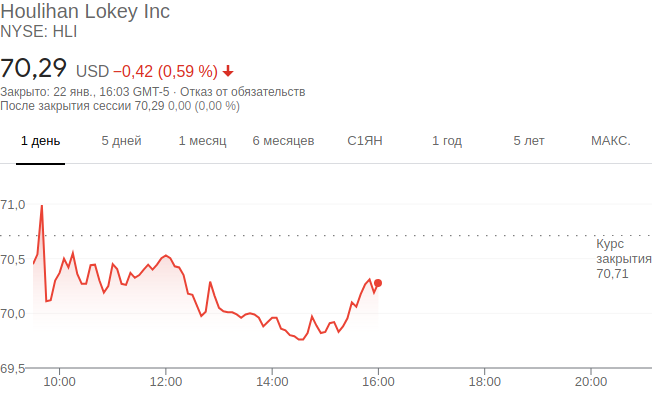 Houlihan Lokey Inc
NYSE: HLI
70,29 USD −0,42 (0,59 %)
Закрыто: 22 янв., 16:03 GMT-5 · Отказ от обязательств
После закрытия сессии 70,29 0,00 (0,00 %)
1 день 5 дней 1 месяц 6 месяцев С1ЯН 1 год 5 лет МАКС.
71,0
Курс
закрытия
70,71
70,5
70,0
69,5
10:00 12:00 14:00 16:00 18:00 20:00